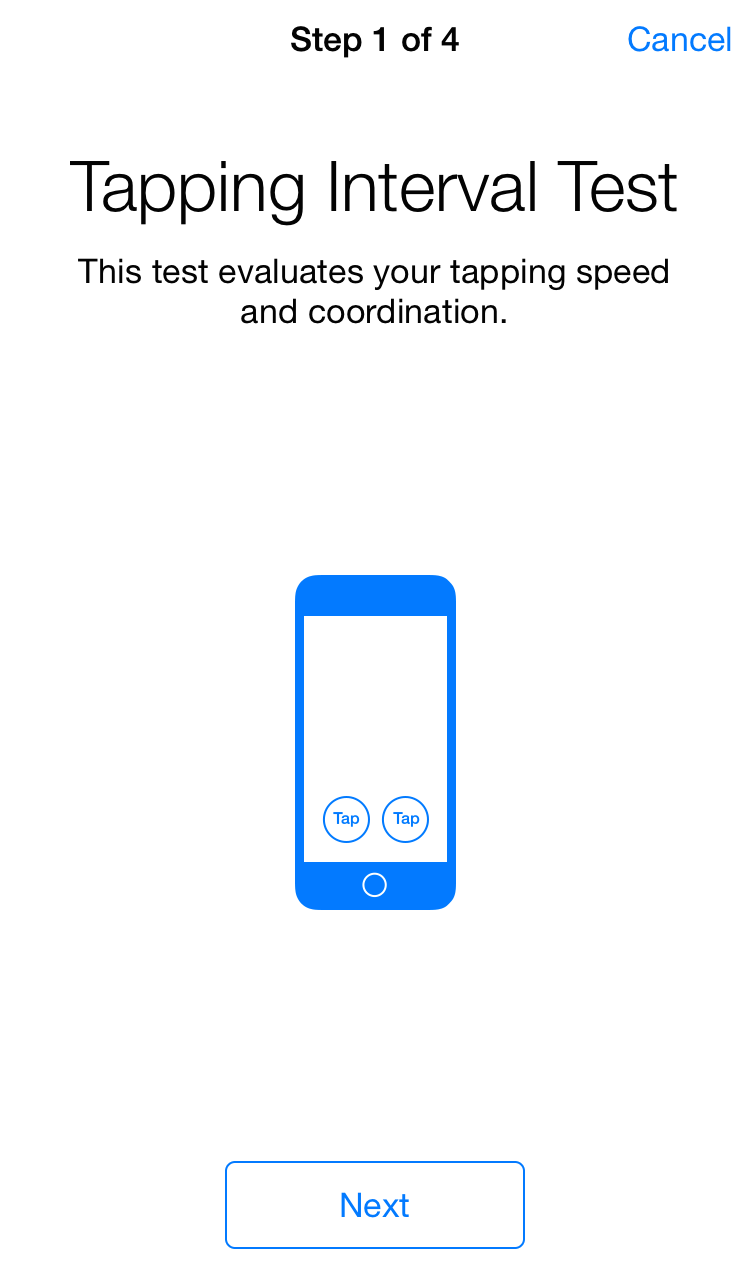 Step 1 of 4
Cancel
Tapping Interval Test
This test evaluates your tapping speed
and coordination.
Tap Tap
Next